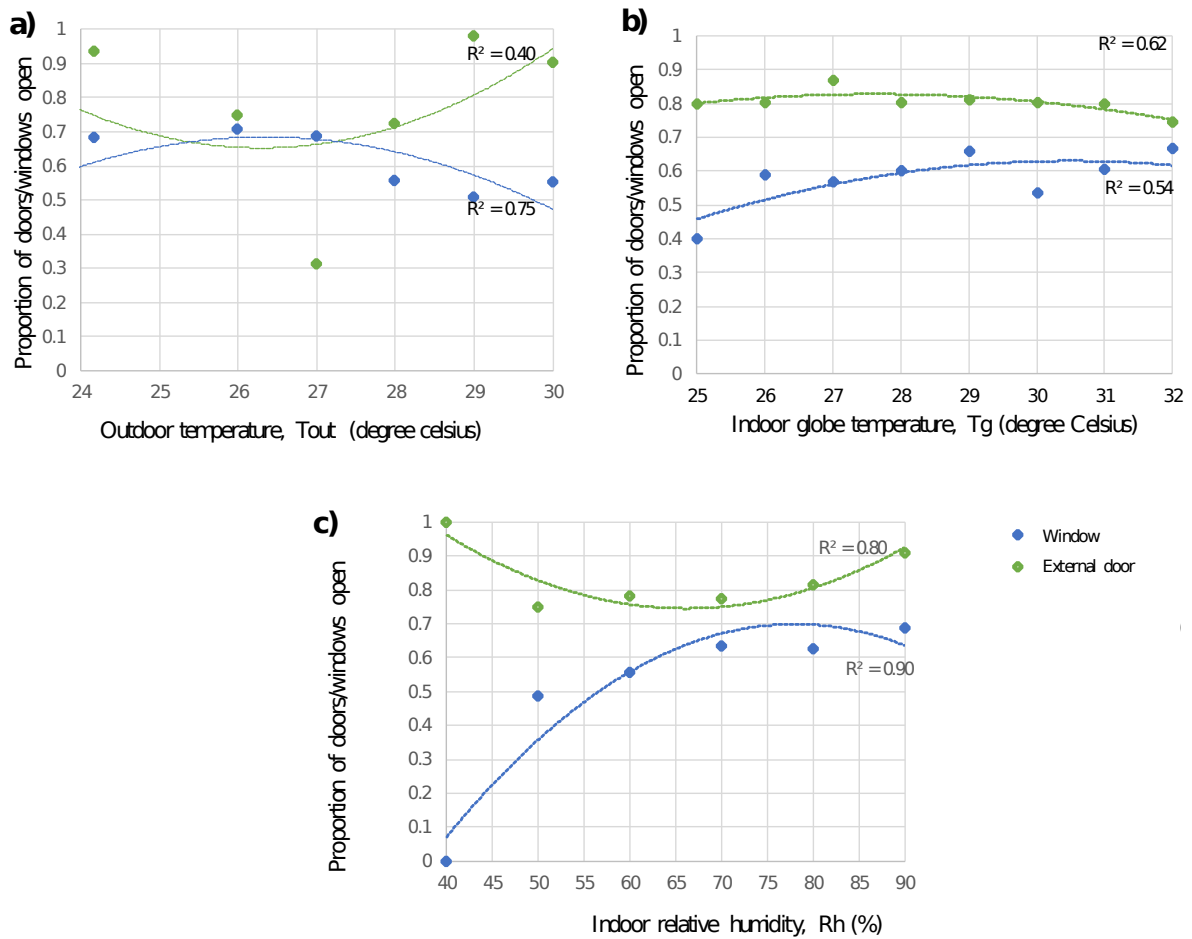 a)
Proportion of doors/windows open
1
0.9
0.8
0.7
0.6
0.5
0.4
0.3
0.2
0.1
0
R² = 0.40
R² = 0.75
24 25 26 27 28 29 30
Outdoor temperature, Tout (degree celsius)
b)
Proportion of doors/windows open
1
0.9
0.8
0.7
0.6
0.5
0.4
0.3
0.2
0.1
0
R² = 0.62
R² = 0.54
25 26 27 28 29 30 31 32
Indoor globe temperature, Tg (degree Celsius)
c)
Proportion of doors/windows open
1
0.9
0.8
0.7
0.6
0.5
0.4
0.3
0.2
0.1
0
R² = 0.80
R² = 0.90
40 45 50 55 60 65 70 75 80 85 90
Indoor relative humidity, Rh (%)
Window
External door